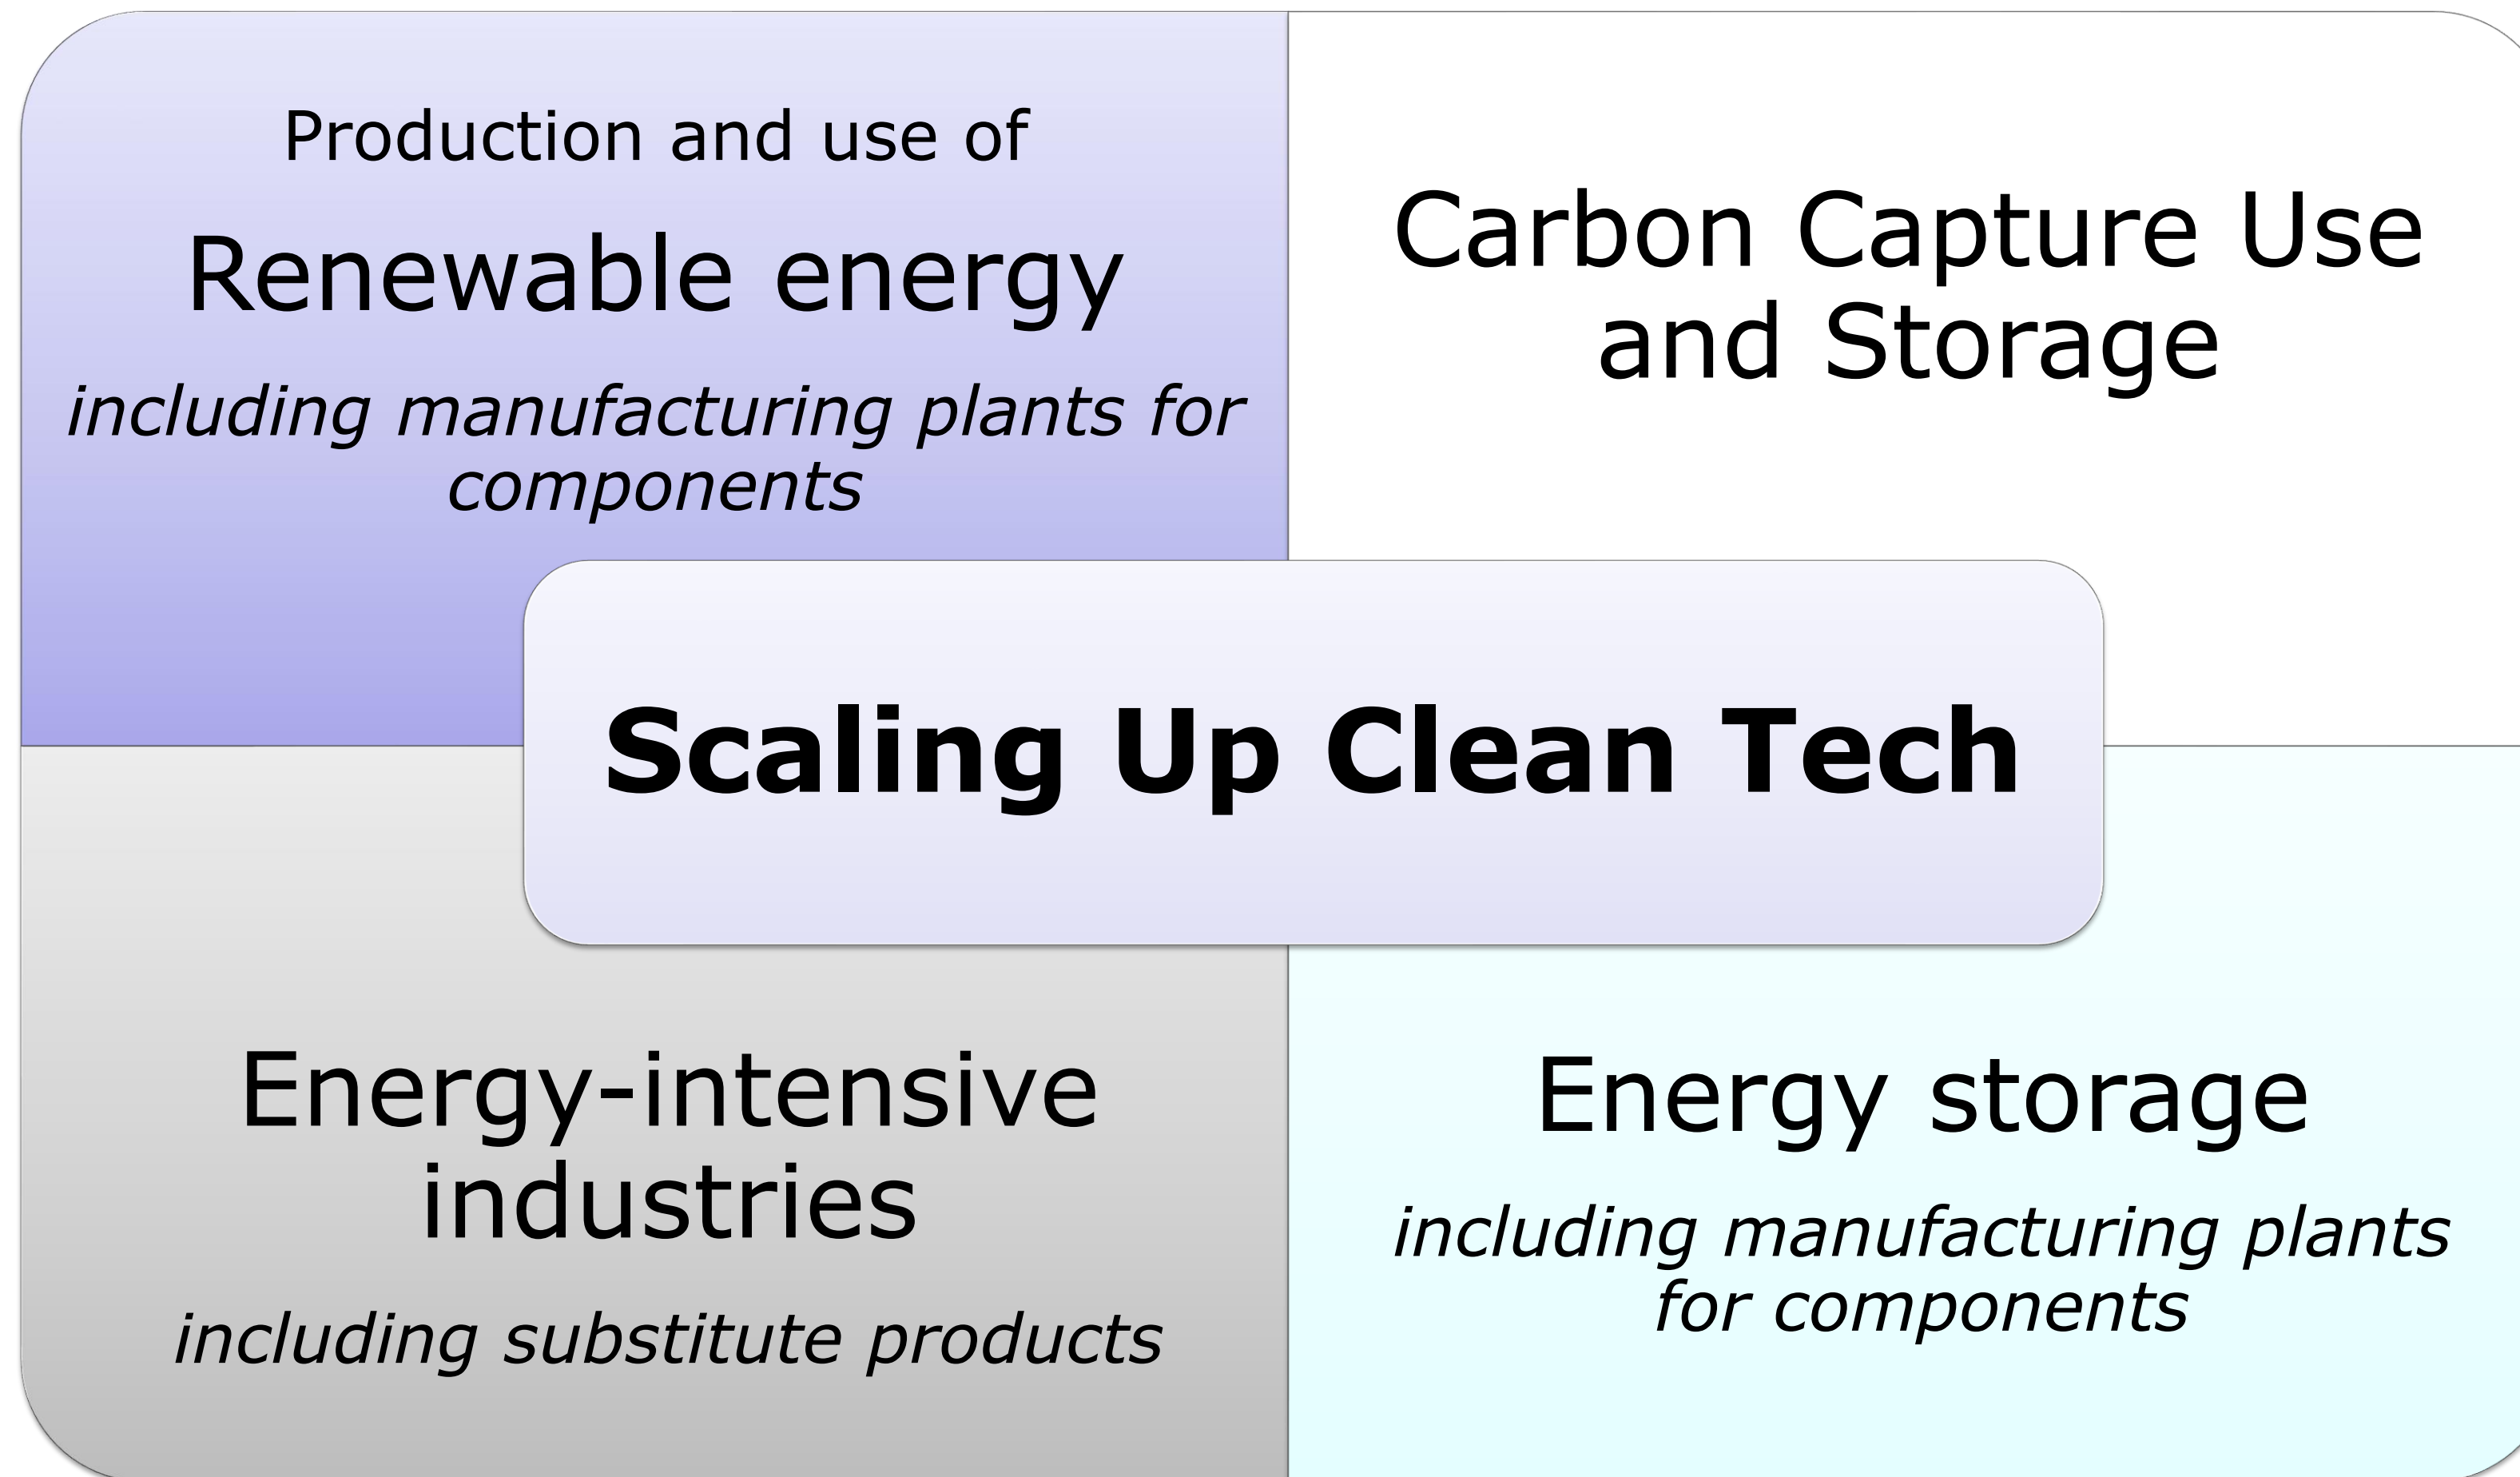 Production and use of
Renewable energy
including manufacturing plants for
components
Carbon Capture Use
and Storage
Scaling Up Clean Tech
Energy-intensive
industries
including substitute products
Energy storage
including manufacturing plants
for components